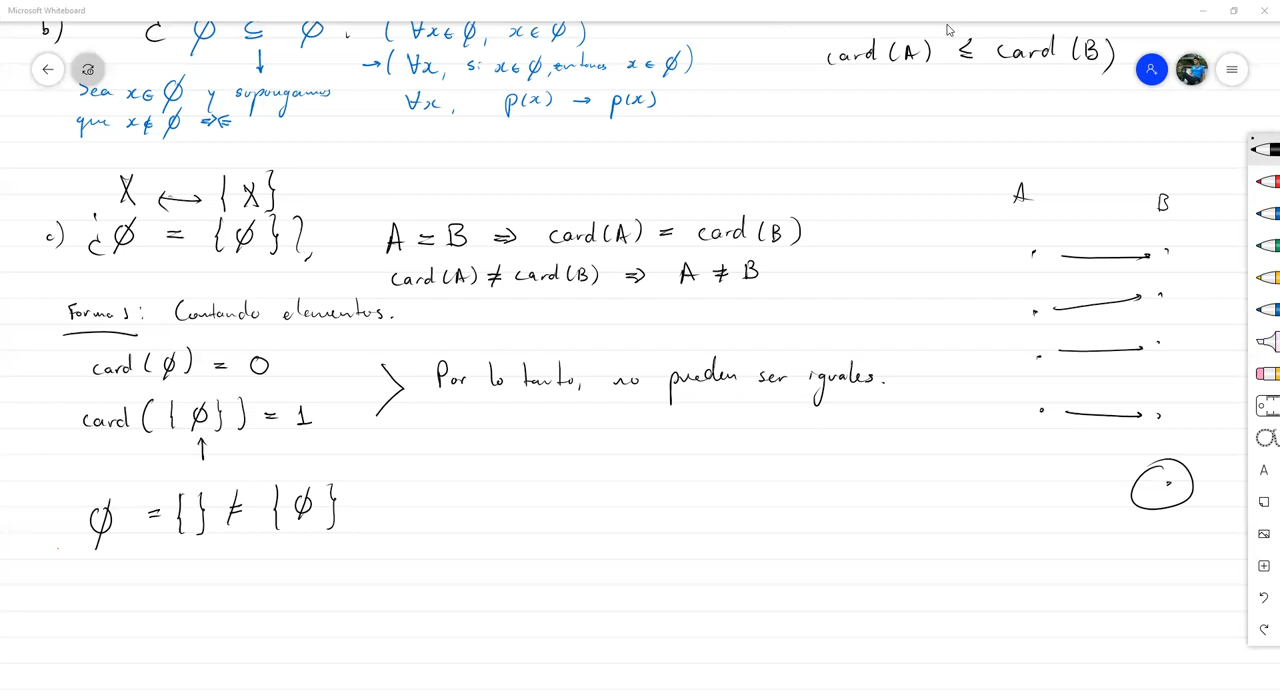 Microsoft Whiteboard
b) ¿ ∅ ⊆ ∅ ( ∀x ∈ ∅, x ∈ ∅ )
→ ( ∀x, si x ∈ ∅, entonces x ∈ ∅ )
Sea x ∈ ∅ y supongamos
que x ∉ ∅ ⇒⇐
∀x, p(x) → p(x)
card (A) ≤ card (B)
X ↔ { X }
c) ¿ ∅ = { ∅ } ?,
A = B ⇒ card(A) = card (B)
card(A) ≠ card(B) ⇒ A ≠ B
Forma 1: Contando elementos.
card (∅) = 0
card ( { ∅ } ) = 1
Por lo tanto, no pueden ser iguales.
∅ = { } ≠ { ∅ }
A B
A